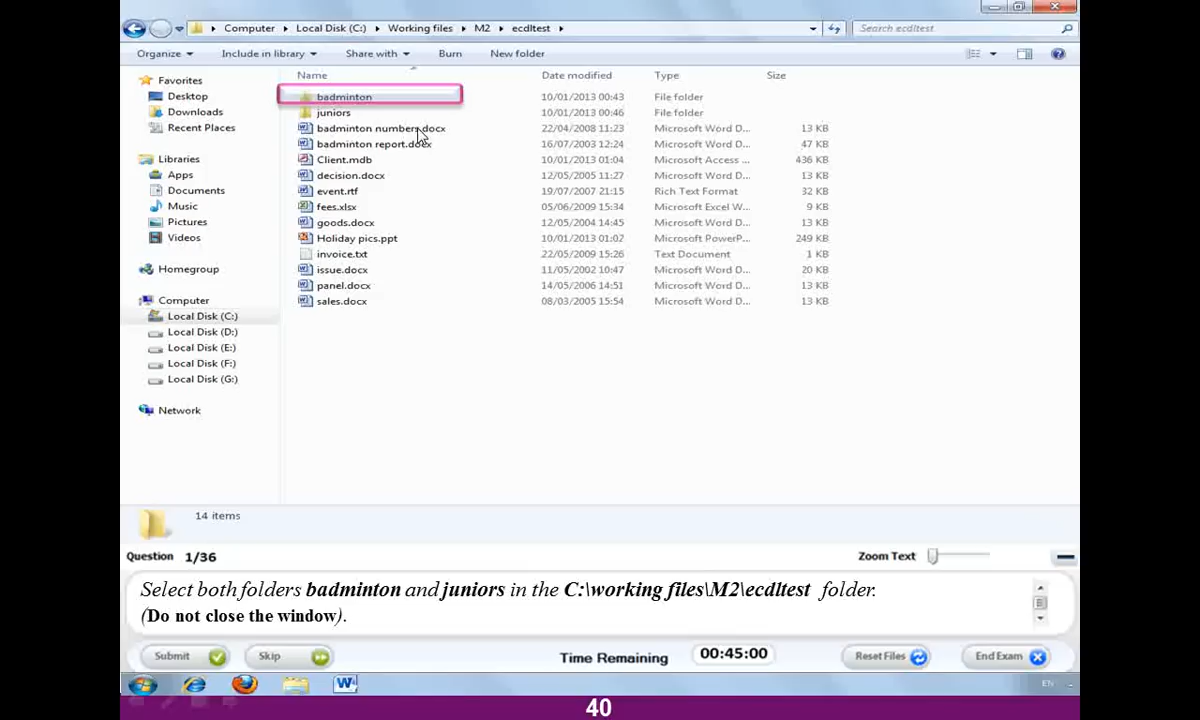 Computer Local Disk (C:) Working files M2 ecdltest Search ecdltest
Organize Include in library Share with Burn New folder
Name Date modified Type Size
Favorites
Desktop
Downloads
Recent Places
Libraries
Apps
Documents
Music
Pictures
Videos
Homegroup
Computer
Local Disk (C:)
Local Disk (D:)
Local Disk (E:)
Local Disk (F:)
Local Disk (G:)
Network
badminton 10/01/2013 00:43 File folder
juniors 10/01/2013 00:46 File folder
badminton numbers.docx 22/04/2008 11:23 Microsoft Word D... 13 KB
badminton report.docx 16/07/2003 12:24 Microsoft Word D... 47 KB
Client.mdb 10/01/2013 01:04 Microsoft Access ... 436 KB
decision.docx 12/05/2005 11:27 Microsoft Word D... 13 KB
event.rtf 19/07/2007 21:15 Rich Text Format 32 KB
fees.xlsx 05/06/2009 15:34 Microsoft Excel W... 9 KB
goods.docx 12/05/2004 14:45 Microsoft Word D... 13 KB
Holiday pics.ppt 10/01/2013 01:02 Microsoft PowerP... 249 KB
invoice.txt 22/05/2009 15:26 Text Document 1 KB
issue.docx 11/05/2002 10:47 Microsoft Word D... 20 KB
panel.docx 14/05/2006 14:51 Microsoft Word D... 13 KB
sales.docx 08/03/2005 15:54 Microsoft Word D... 13 KB
14 items
Question 1/36 Zoom Text
Select both folders badminton and juniors in the C:\working files\M2\ecdltest folder.
(Do not close the window).
Submit Skip Time Remaining 00:45:00 Reset Files End Exam
EN
40